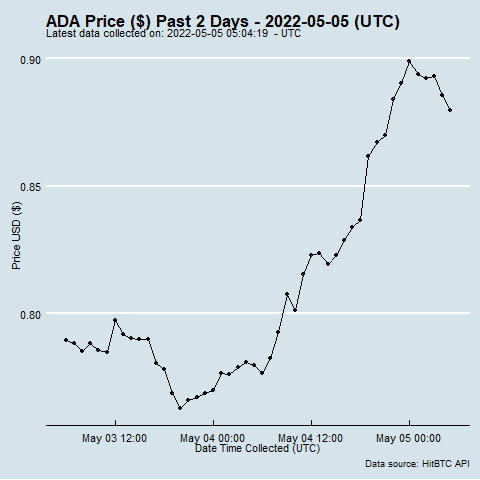 ADA Price ($) Past 2 Days - 2022-05-05 (UTC)
Latest data collected on: 2022-05-05 05:04:19 - UTC
0.90
0.85
0.80
Price USD ($)
May 03 12:00
May 04 00:00
May 04 12:00
May 05 00:00
Date Time Collected (UTC)
Data source: HitBTC API